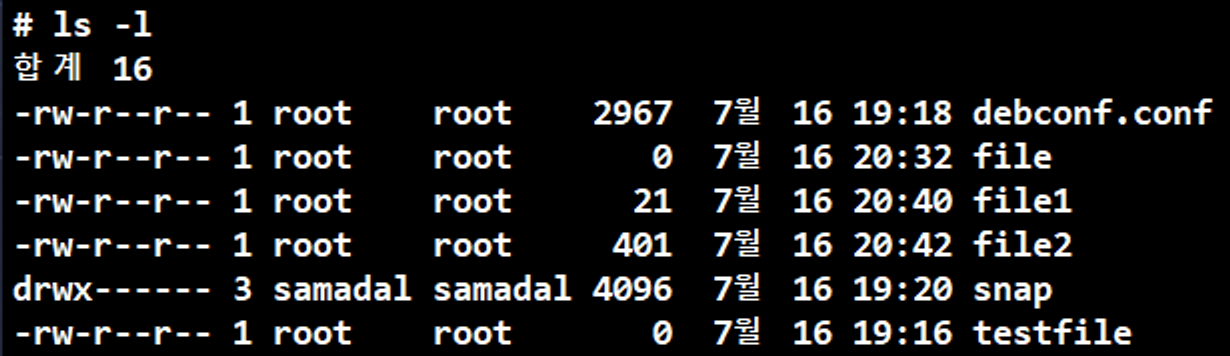 # ls -l
합계 16
-rw-r--r-- 1 root    root    2967  7월  16 19:18 debconf.conf
-rw-r--r-- 1 root    root       0  7월  16 20:32 file
-rw-r--r-- 1 root    root      21  7월  16 20:40 file1
-rw-r--r-- 1 root    root     401  7월  16 20:42 file2
drwx------ 3 samadal samadal 4096  7월  16 19:20 snap
-rw-r--r-- 1 root    root       0  7월  16 19:16 testfile